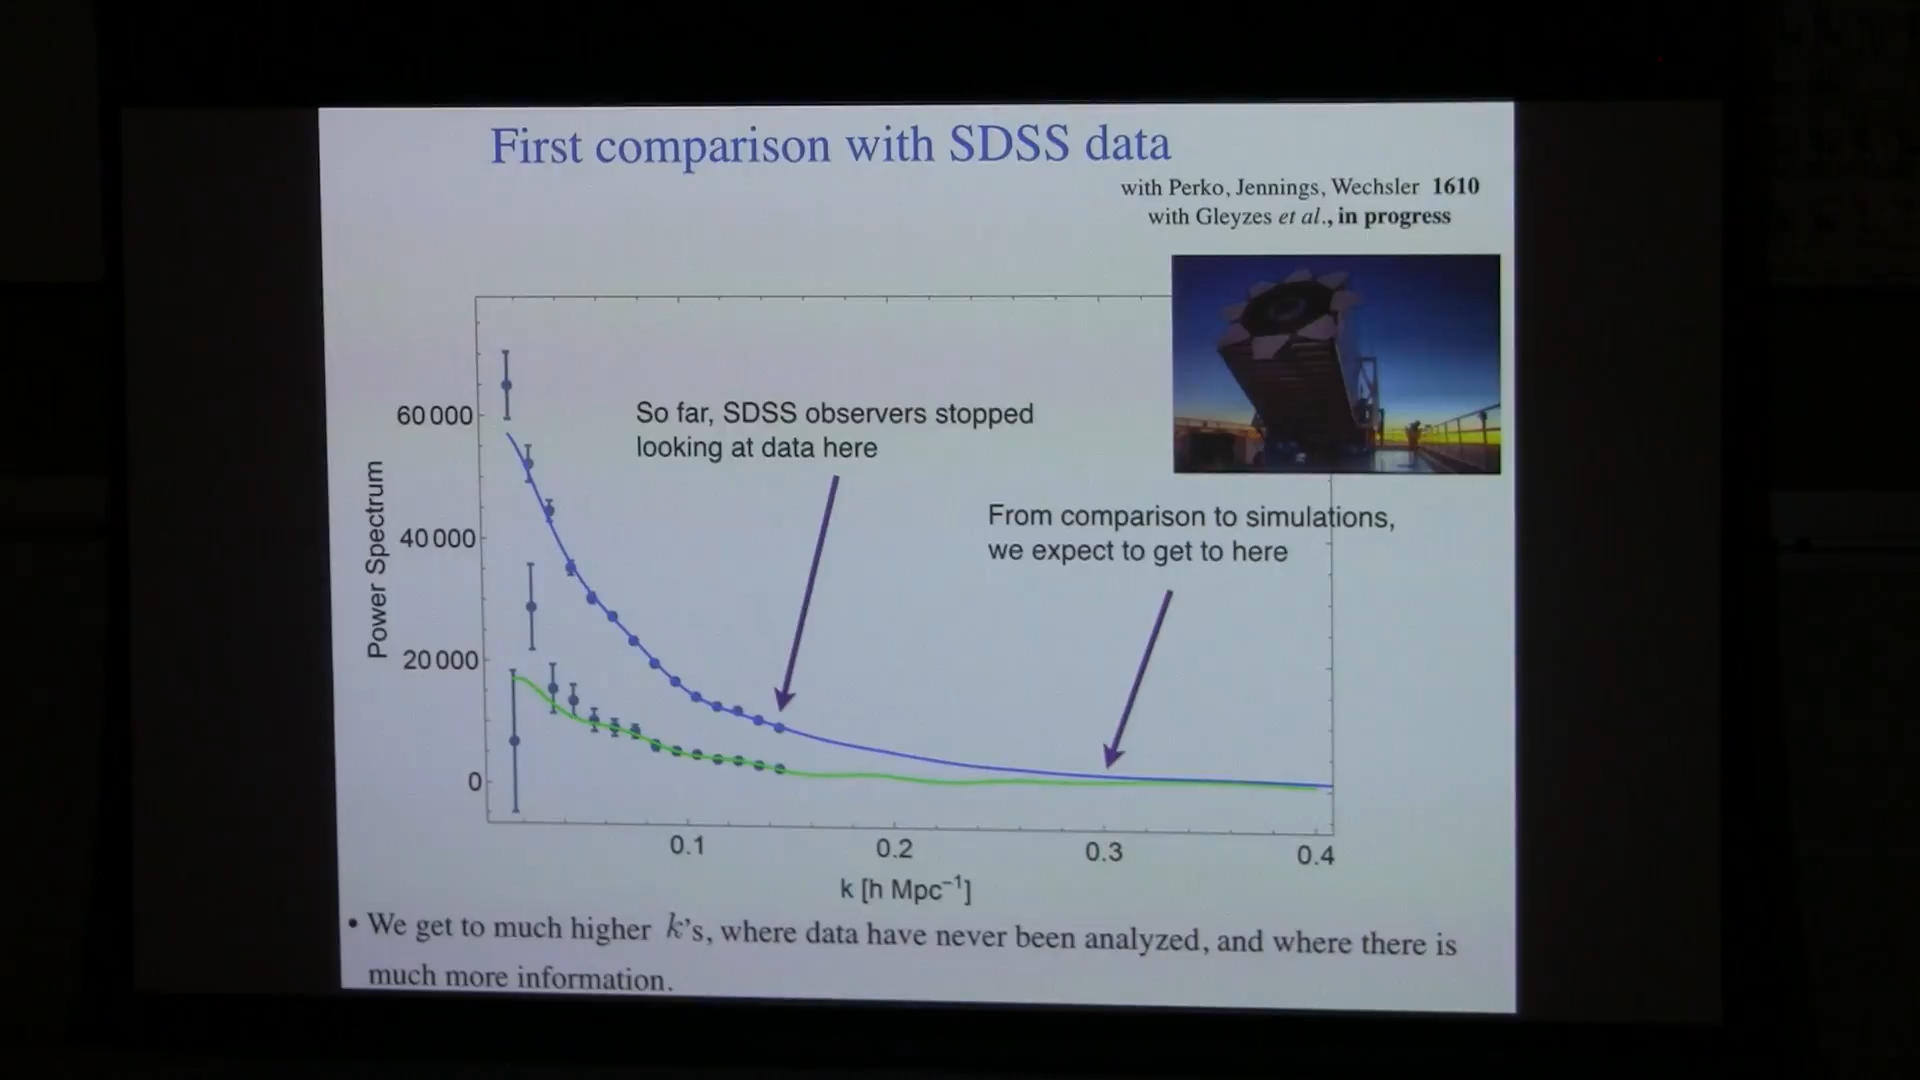 First comparison with SDSS data
with Perko, Jennings, Wechsler 1610
with Gleyzes et al., in progress
So far, SDSS observers stopped
looking at data here
From comparison to simulations,
we expect to get to here
Power Spectrum
60 000
40 000
20 000
0
0.1 0.2 0.3 0.4
k [h Mpc⁻¹]
• We get to much higher k's, where data have never been analyzed, and where there is
much more information.